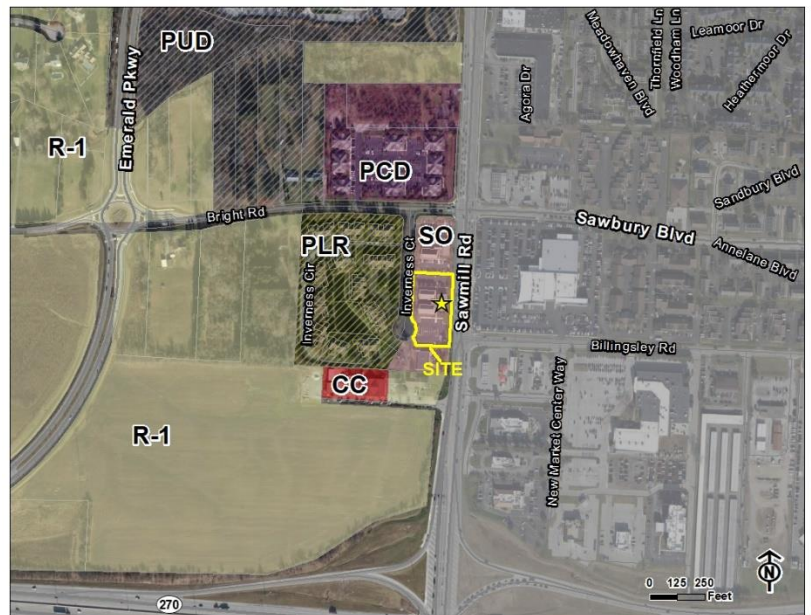 PUD
Emerald Pkwy
R-1
PCD
Bright Rd
PLR
Inverness Cir
Inverness Ct
SO
Sawmill Rd
SITE
CC
R-1
270
Agora Dr
Meadowhaven Blvd
Thornfield Ln
Woodham Ln
Leamoor Dr
Heathermoor Dr
Sandbury Blvd
Sawbury Blvd
Annelane Blvd
Billingsley Rd
New Market Center Way
0 125 250
Feet
N